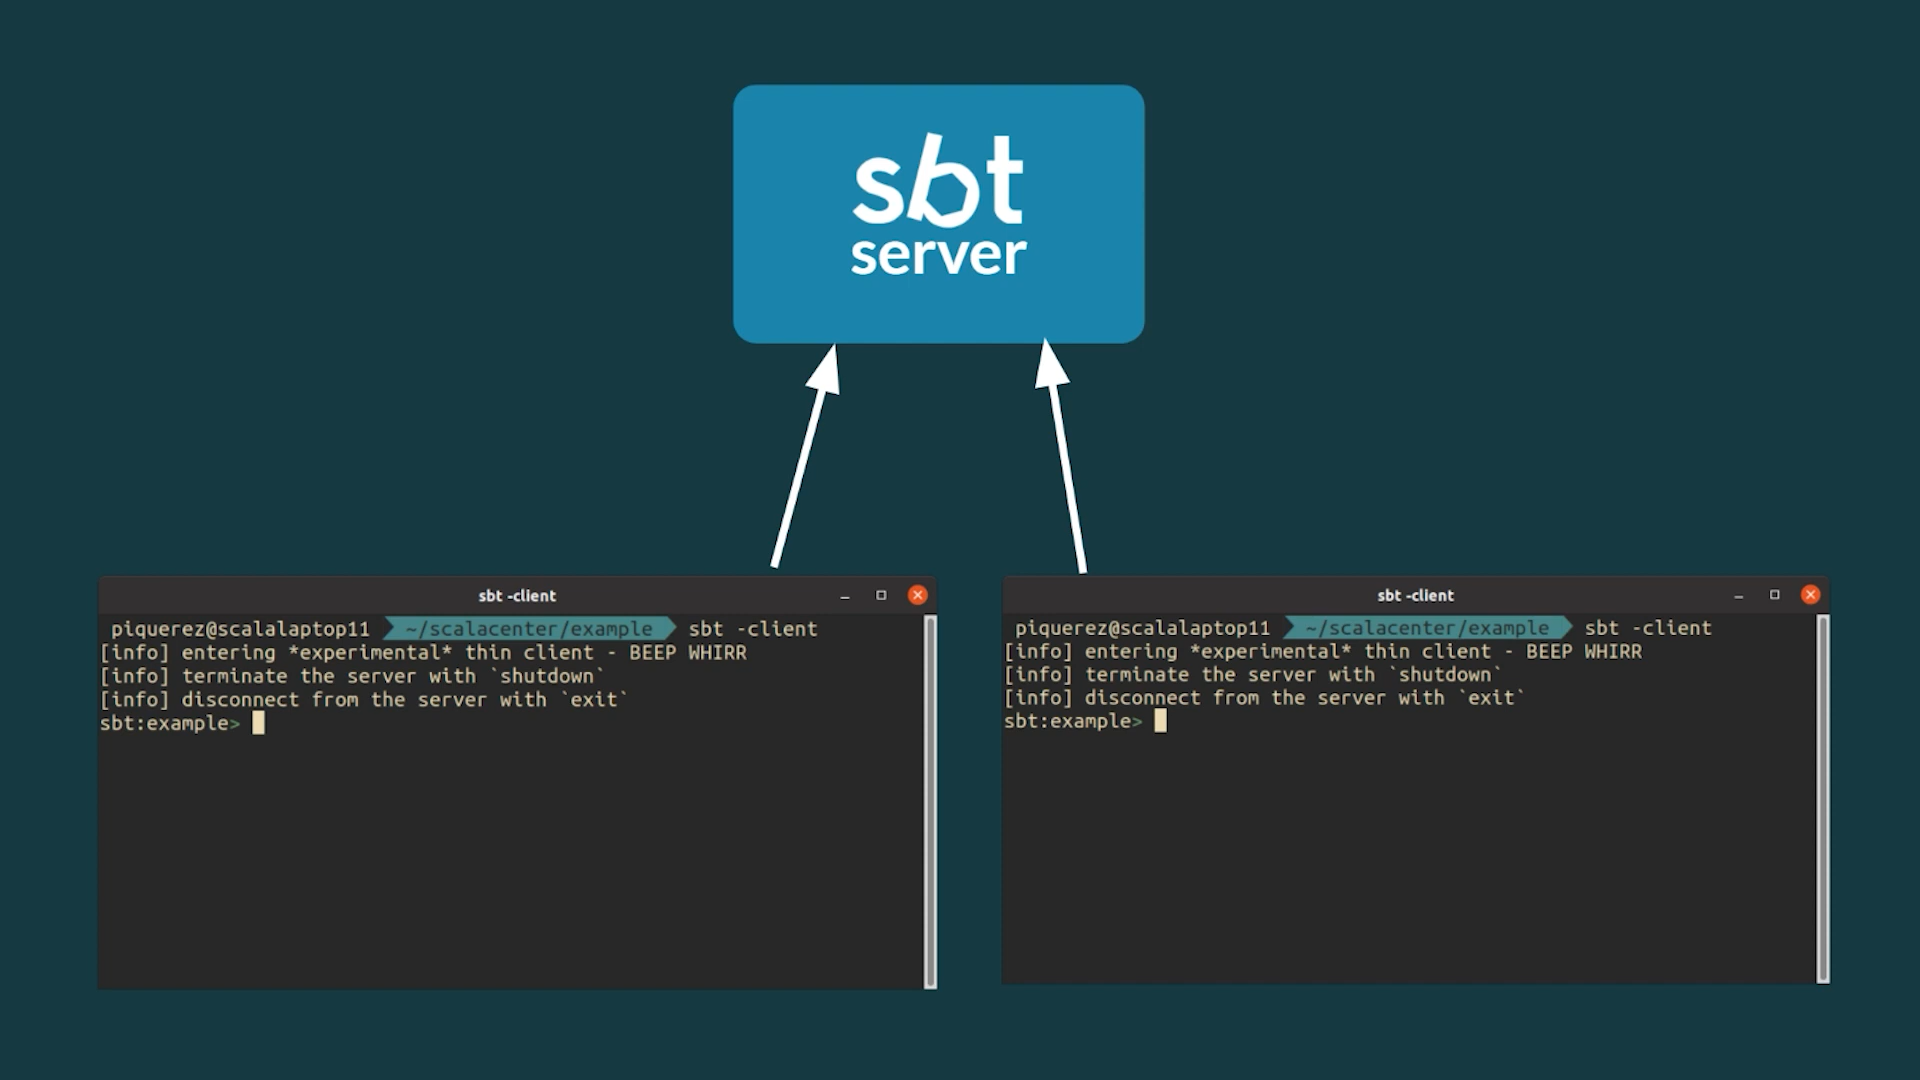 sbt
server
sbt -client
piquerez@scalalaptop11 ~/scalacenter/example sbt -client
[info] entering *experimental* thin client - BEEP WHIRR
[info] terminate the server with `shutdown`
[info] disconnect from the server with `exit`
sbt:example>
sbt -client
piquerez@scalalaptop11 ~/scalacenter/example sbt -client
[info] entering *experimental* thin client - BEEP WHIRR
[info] terminate the server with `shutdown`
[info] disconnect from the server with `exit`
sbt:example>